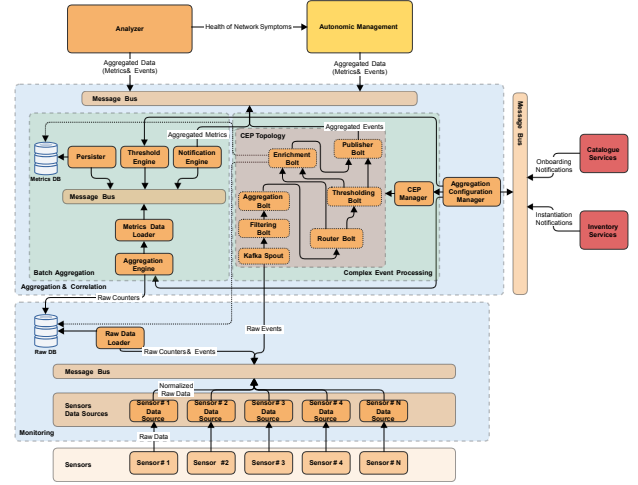 Analyzer
Health of Network Symptoms
Autonomic Management
Aggregated Data
(Metrics& Events)
Aggregated Data
(Metrics& Events)
Message Bus
Aggregated Metrics
Aggregated Events
CEP Topology
Metrics DB
Persister
Threshold
Engine
Notification
Engine
Enrichment
Bolt
Publisher
Bolt
Message Bus
Aggregation
Bolt
Thresholding
Bolt
CEP
Manager
Aggregation
Configuration
Manager
Message
Bus
Catalogue
Services
Onboarding
Notifications
Instantiation
Notifications
Inventory
Services
Metrics Data
Loader
Filtering
Bolt
Router Bolt
Aggregation
Engine
Kafka Spout
Batch Aggregation
Complex Event Processing
Aggregation & Correlation
Raw Counters
Raw Events
Raw DB
Raw Data
Loader
Raw Counters& Events
Message Bus
Normalized
Raw Data
Sensors
Data Sources
Sensor# 1
Data
Source
Sensor# 2
Data
Source
Sensor# 3
Data
Source
Sensor# 4
Data
Source
Sensor# N
Data
Source
Monitoring
Raw Data
Sensors
Sensor# 1
Sensor #2
Sensor# 3
Sensor# 4
Sensor# N